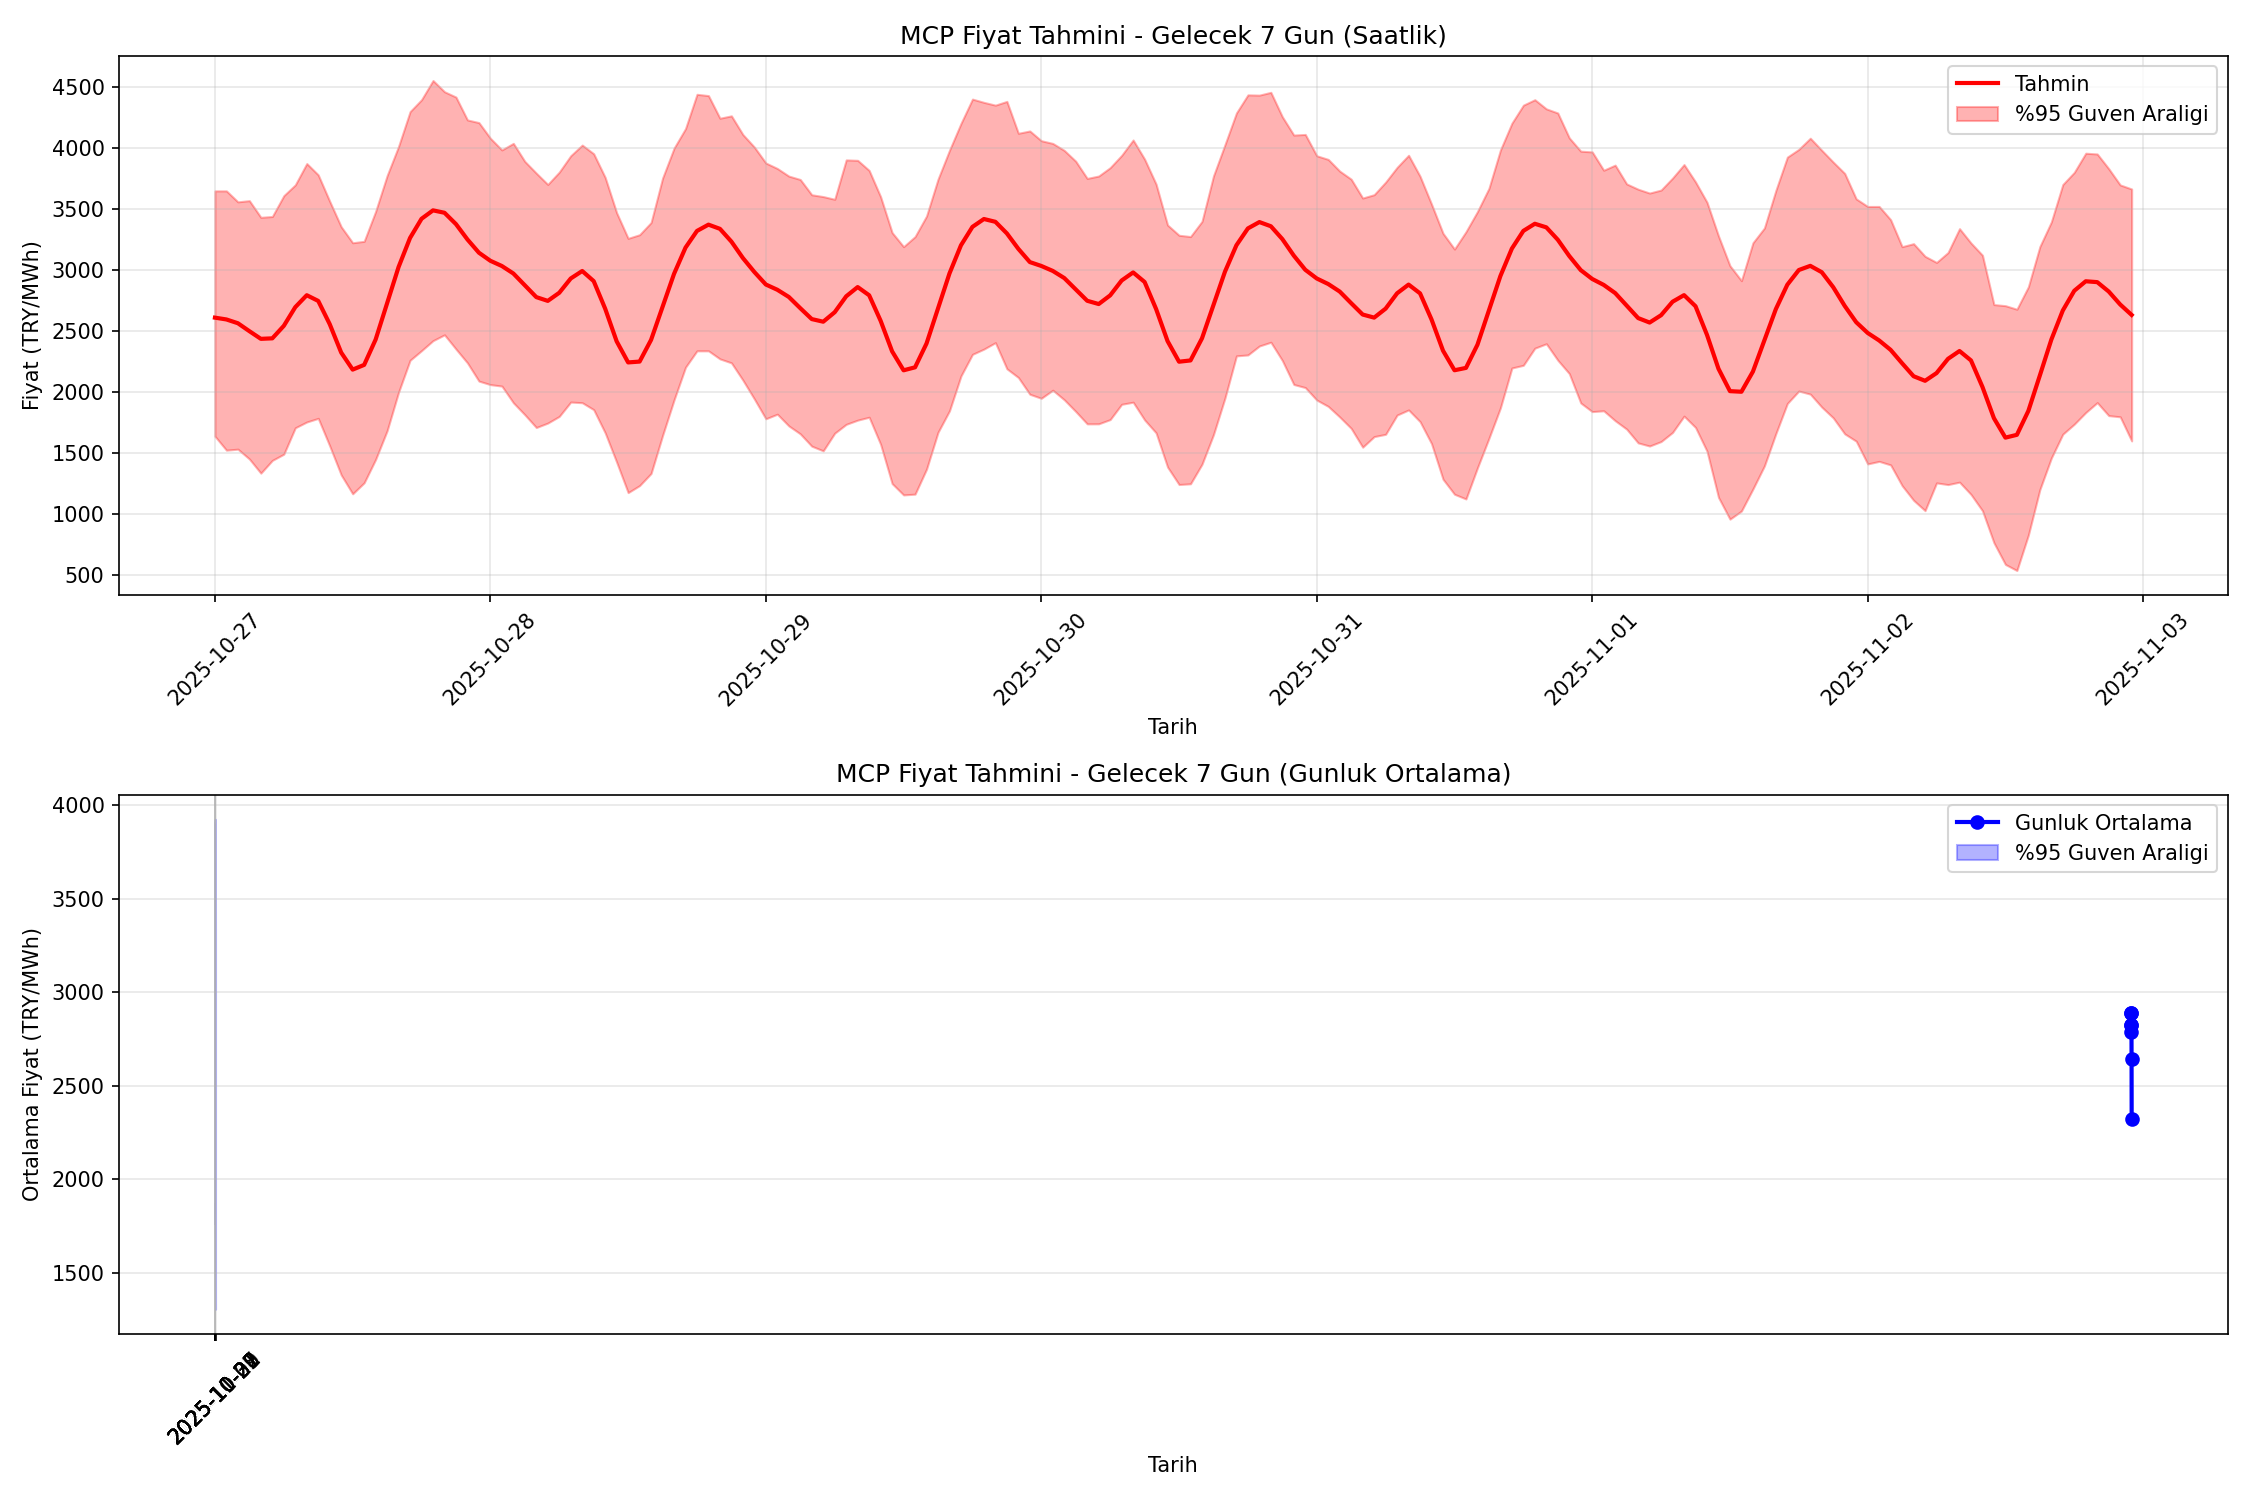 MCP Fiyat Tahmini - Gelecek 7 Gun (Saatlik)
Fiyat (TRY/MWh)
4500
4000
3500
3000
2500
2000
1500
1000
500
Tahmin
%95 Guven Araligi
2025-10-27
2025-10-28
2025-10-29
2025-10-30
2025-10-31
2025-11-01
2025-11-02
2025-11-03
Tarih
MCP Fiyat Tahmini - Gelecek 7 Gun (Gunluk Ortalama)
Ortalama Fiyat (TRY/MWh)
4000
3500
3000
2500
2000
1500
Gunluk Ortalama
%95 Guven Araligi
Tarih